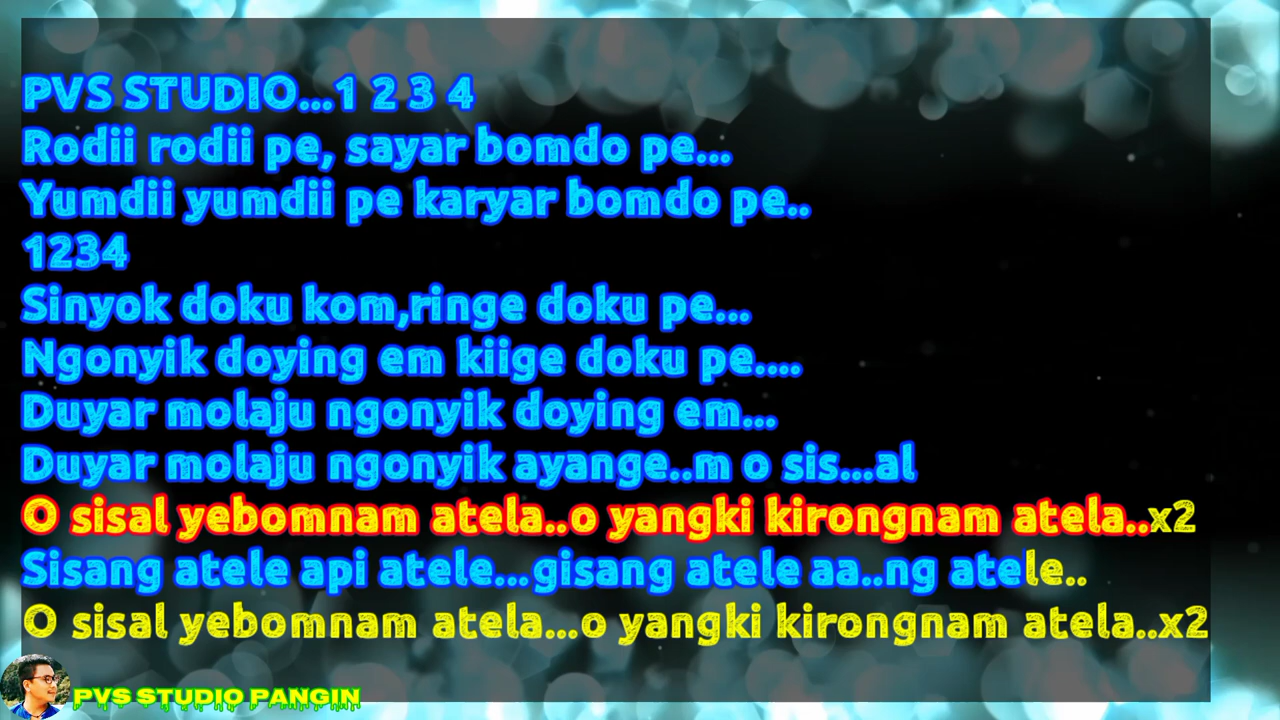 PVS STUDIO...1 2 3 4
Rodii rodii pe, sayar bomdo pe...
Yumdii yumdii pe karyar bomdo pe..
1234
Sinyok doku kom,ringe doku pe...
Ngonyik doying em kiige doku pe....
Duyar molaju ngonyik doying em...
Duyar molaju ngonyik ayange..m o sis...al
O sisal yebomnam atela..o yangki kirongnam atela..x2
Sisang atele api atele...gisang atele aa..ng atele..
O sisal yebomnam atela...o yangki kirongnam atela..x2
PVS STUDIO PANGIN